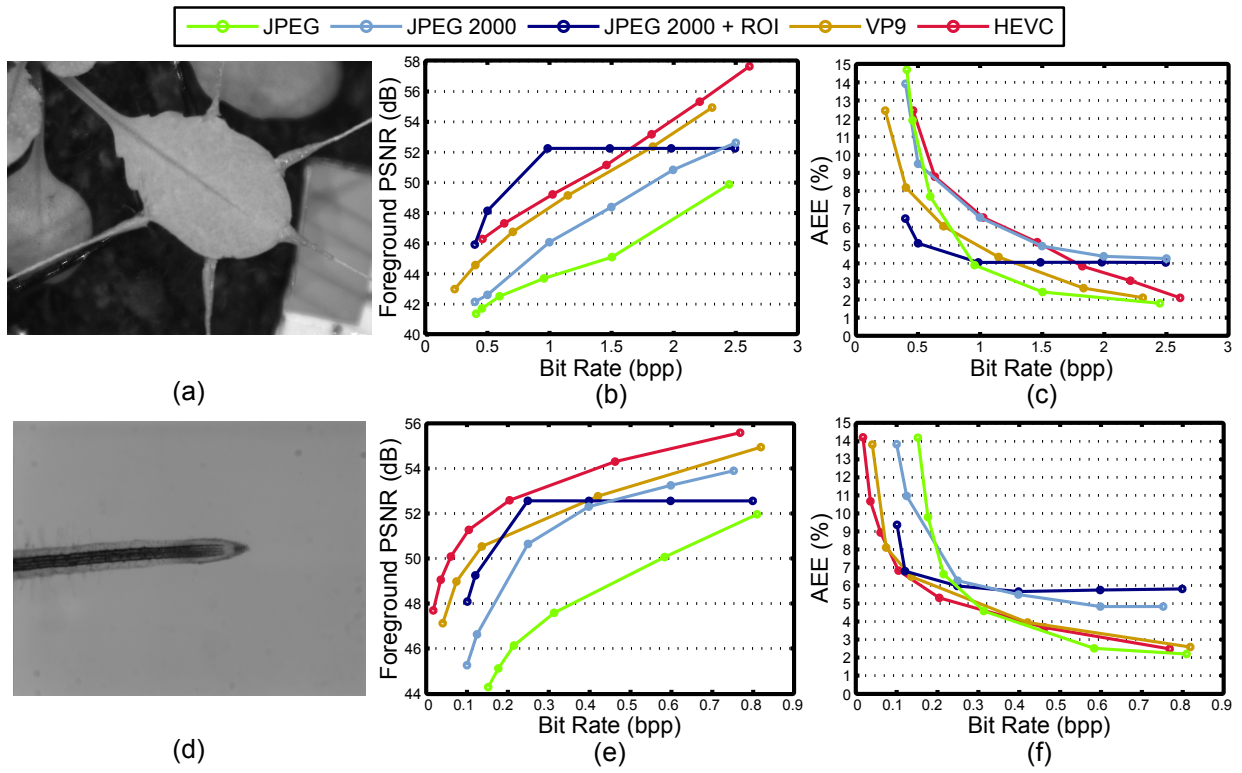 JPEG JPEG 2000 JPEG 2000 + ROI VP9 HEVC
(a)
Foreground PSNR (dB)
58
56
54
52
50
48
46
44
42
40
0 0.5 1 1.5 2 2.5 3
Bit Rate (bpp)
(b)
AEE (%)
15
14
13
12
11
10
9
8
7
6
5
4
3
2
1
0
0 0.5 1 1.5 2 2.5 3
Bit Rate (bpp)
(c)
(d)
Foreground PSNR (dB)
56
54
52
50
48
46
44
0 0.1 0.2 0.3 0.4 0.5 0.6 0.7 0.8 0.9
Bit Rate (bpp)
(e)
AEE (%)
15
14
13
12
11
10
9
8
7
6
5
4
3
2
1
0
0 0.1 0.2 0.3 0.4 0.5 0.6 0.7 0.8 0.9
Bit Rate (bpp)
(f)